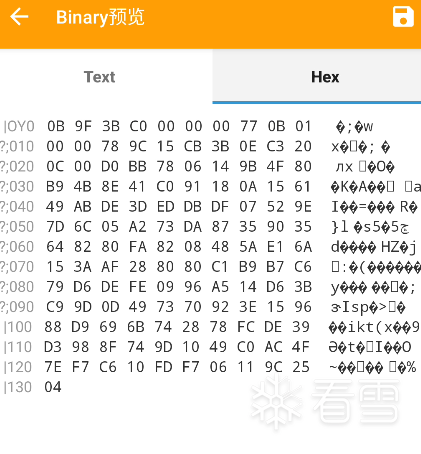 Binary预览
Text Hex
|OY0 0B 9F 3B C0 00 00 00 77 0B 01 �;�w
?;010 00 00 78 9C 15 CB 3B 0E C3 20 x��;�
?;020 0C 00 D0 BB 78 06 14 9B 4F 80 лx�O�
?;030 B9 4B 8E 41 C0 91 18 0A 15 61 �K�A��a
?;040 49 AB DE 3D ED DB DF 07 52 9E I��=���R�
?;050 7D 6C 05 A2 73 DA 87 35 90 35 }l�s5�5
?;060 64 82 80 FA 82 08 48 5A E1 6A d����HZ�j
?;070 15 3A AF 28 80 80 C1 B9 B7 C6 :�(������
?;080 79 D6 DE FE 09 96 A5 14 D6 3B y������;
?;090 C9 9D 0D 49 73 70 92 3E 15 96 Isp�>�
|100 88 D9 69 6B 74 28 78 FC DE 39 ��ikt(x��9
|110 D3 98 8F 74 9D 10 49 C0 AC 4F �t�I��O
|120 7E F7 C6 10 FD F7 06 11 9C 25 ~�����%
|130 04
看雪